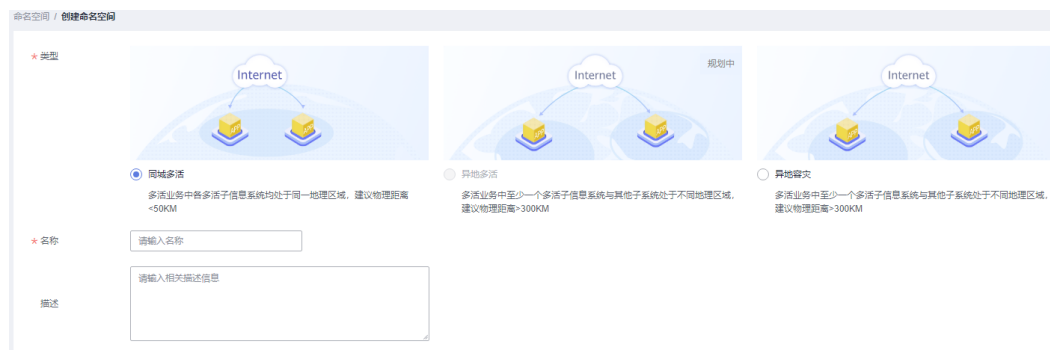 命名空间 / 创建命名空间
* 类型
Internet
API
API
规划中
Internet
API
API
Internet
API
API
同城多活
异地多活
异地容灾
多活业务中各多活子信息系统均处于同一地理区域，建议物理距离
<50KM
多活业务中至少一个多活子信息系统与其他子系统处于不同地理区域，
建议物理距离>300KM
多活业务中至少一个多活子信息系统与其他子系统处于不同地理区域，
建议物理距离>300KM
* 名称
请输入名称
描述
请输入相关描述信息